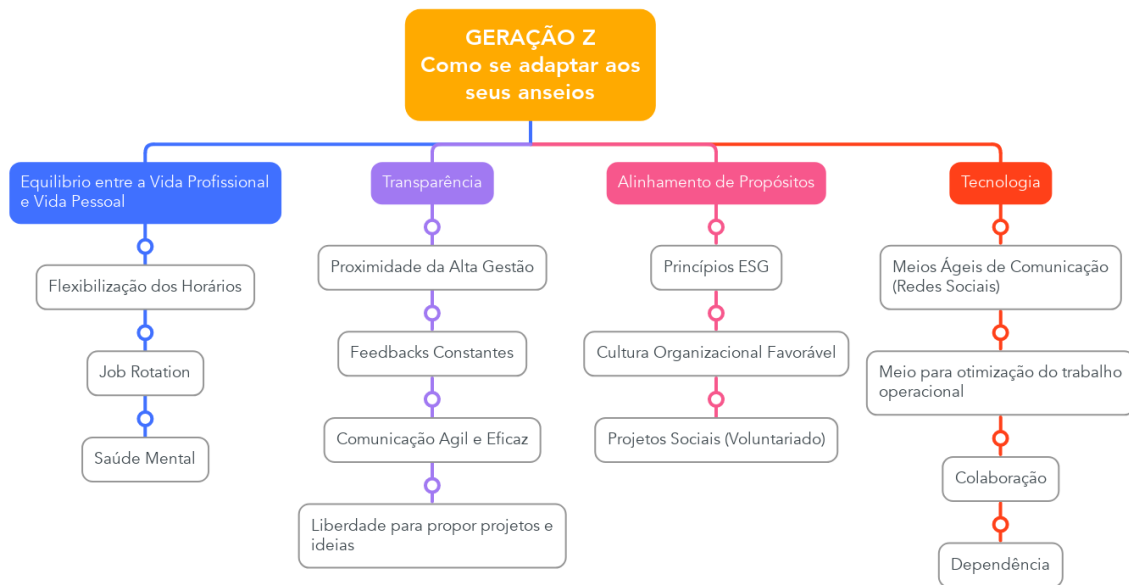 GERAÇÃO Z
Como se adaptar aos
seus anseios
Equilibrio entre a Vida Profissional
e Vida Pessoal
Flexibilização dos Horários
Job Rotation
Saúde Mental
Transparência
Proximidade da Alta Gestão
Feedbacks Constantes
Comunicação Agil e Eficaz
Liberdade para propor projetos e
ideias
Alinhamento de Propósitos
Princípios ESG
Cultura Organizacional Favorável
Projetos Sociais (Voluntariado)
Tecnologia
Meios Ágeis de Comunicação
(Redes Sociais)
Meio para otimização do trabalho
operacional
Colaboração
Dependência